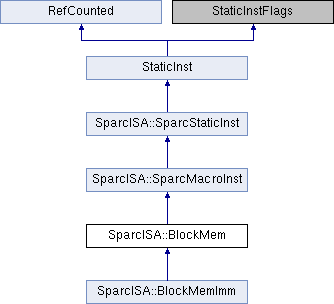 RefCounted
StaticInstFlags
StaticInst
SparcISA::SparcStaticInst
SparcISA::SparcMacroInst
SparcISA::BlockMem
SparcISA::BlockMemImm